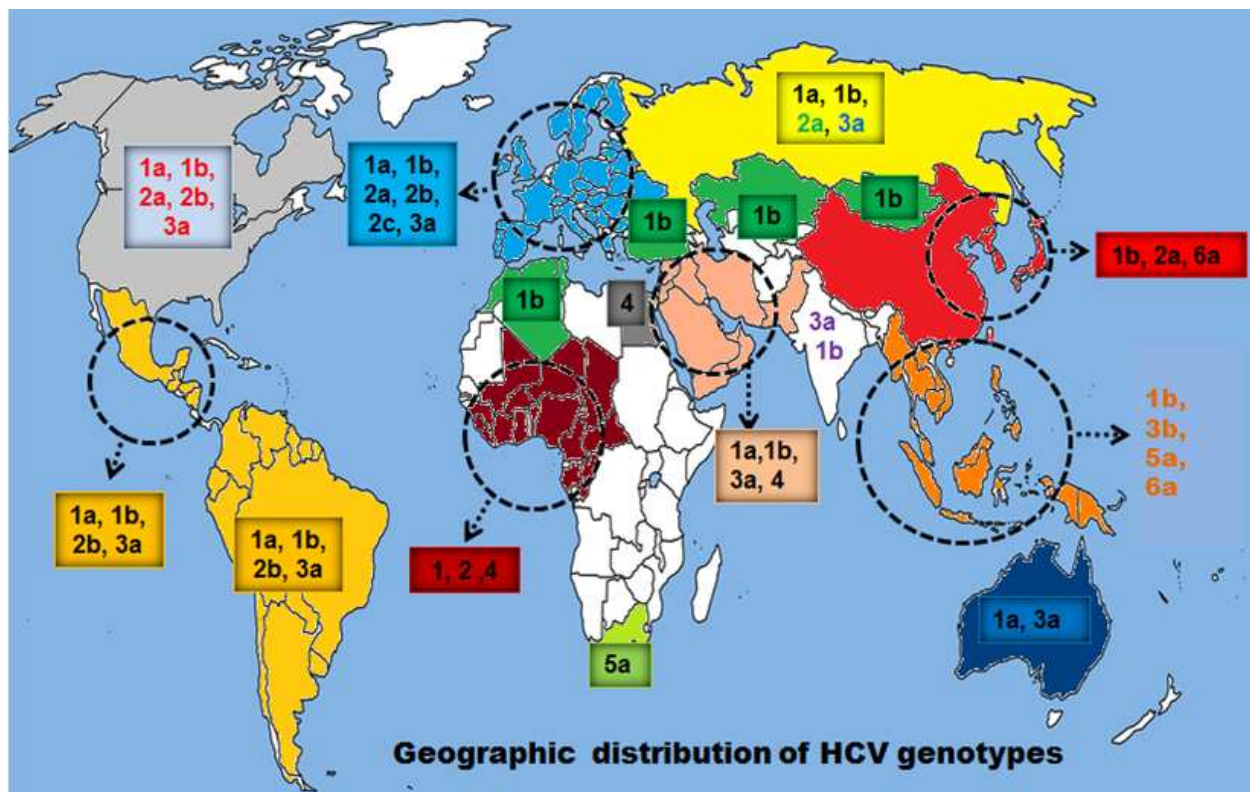 1a, 1b,
2a, 3a
1a, 1b,
2a, 2b,
3a
1a, 1b,
2a, 2b,
2c, 3a
1b
1b
1b
1b, 2a, 6a
1b
4
3a
1b
1b,
3b,
5a,
6a
1a,1b,
3a, 4
1a, 1b,
2b, 3a
1a, 1b,
2b, 3a
1, 2 ,4
1a, 3a
5a
Geographic distribution of HCV genotypes